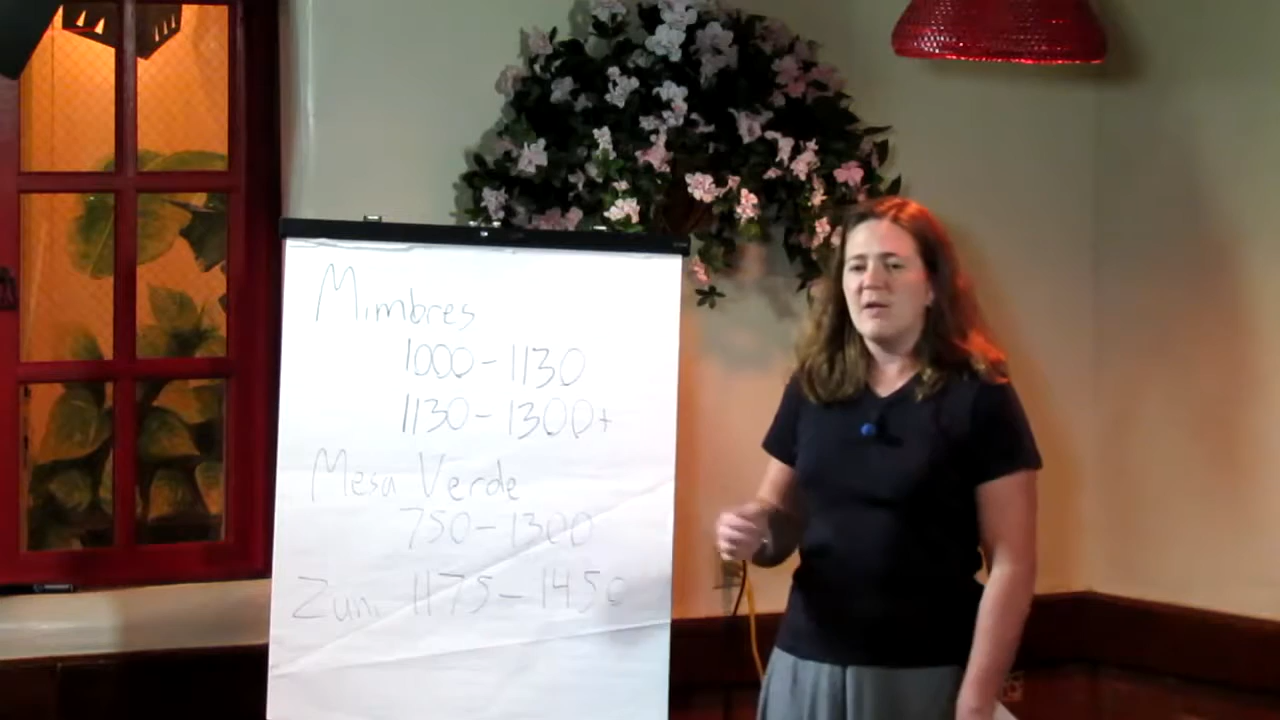 Mimbres
1000-1130
1130-1300+
Mesa Verde
750-1300
Zuni 1175-1450